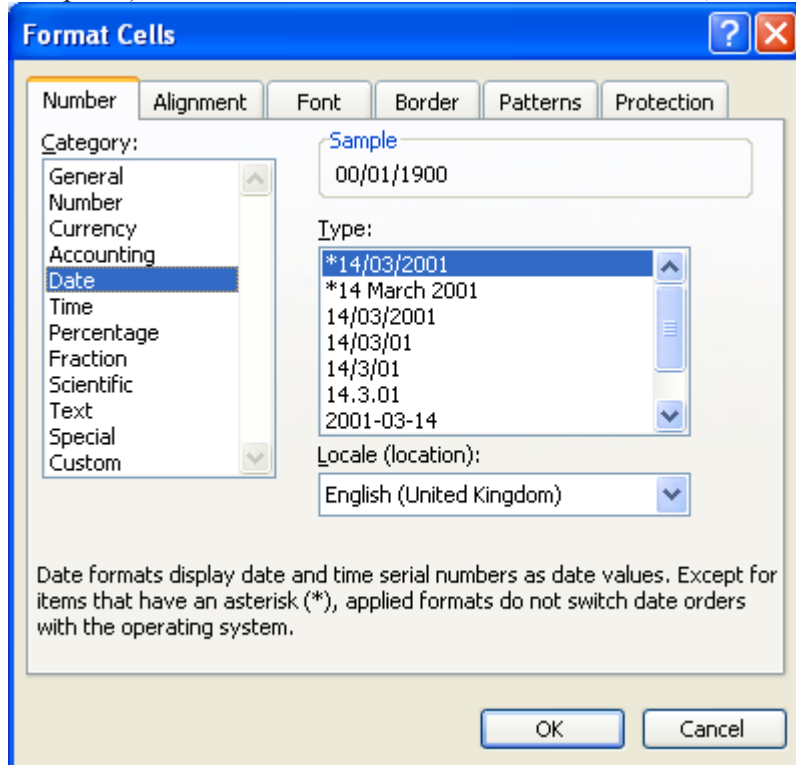 Format Cells
Number Alignment Font Border Patterns Protection
Category:
General
Number
Currency
Accounting
Date
Time
Percentage
Fraction
Scientific
Text
Special
Custom
Sample
00/01/1900
Type:
*14/03/2001
*14 March 2001
14/03/2001
14/03/01
14/3/01
14.3.01
2001-03-14
Locale (location):
English (United Kingdom)
Date formats display date and time serial numbers as date values. Except for
items that have an asterisk (*), applied formats do not switch date orders
with the operating system.
OK Cancel